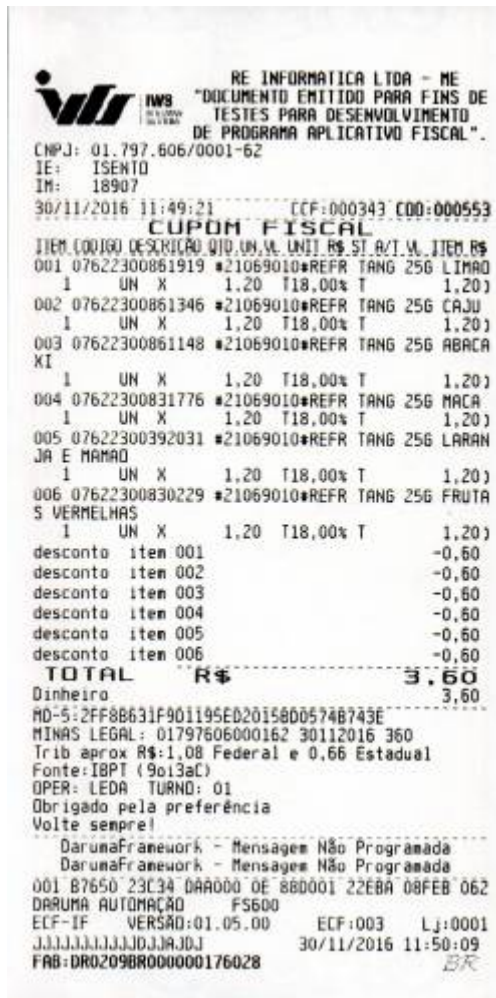 RE INFORMATICA LTDA - ME
IWS "DOCUMENTO EMITIDO PARA FINS DE
TESTES PARA DESENVOLVIMENTO
DE PROGRAMA APLICATIVO FISCAL".
CNPJ: 01.797.606/0001-62
IE: ISENTO
IM: 18907
30/11/2016 11:49:21 CCF:000343 COO:000553
CUPOM FISCAL
ITEM CODIGO DESCRIÇÃO QTD.UN.VL UNIT R$ ST A/T VL ITEM R$
001 07622300861919 #21069010#REFR TANG 25G LIMAO
1 UN X 1,20 T18,00% T 1,20)
002 07622300861346 #21069010#REFR TANG 25G CAJU
1 UN X 1,20 T18,00% T 1,20)
003 07622300861148 #21069010#REFR TANG 25G ABACA
XI
1 UN X 1,20 T18,00% T 1,20)
004 07622300831776 #21069010#REFR TANG 25G MACA
1 UN X 1,20 T18,00% T 1,20)
005 07622300392031 #21069010#REFR TANG 25G LARAN
JA E MAMAO
1 UN X 1,20 T18,00% T 1,20)
006 07622300830229 #21069010#REFR TANG 25G FRUTA
S VERMELHAS
1 UN X 1,20 T18,00% T 1,20)
desconto item 001 -0,60
desconto item 002 -0,60
desconto item 003 -0,60
desconto item 004 -0,60
desconto item 005 -0,60
desconto item 006 -0,60
TOTAL R$ 3.60
Dinheiro 3,60
MD-5:2FF8B631F901195ED2015BD0574B743E
MINAS LEGAL: 01797606000162 30112016 360
Trib aprox R$:1,08 Federal e 0,66 Estadual
Fonte:IBPT (9oi3aC)
OPER: LEDA TURNO: 01
Obrigado pela preferência
Volte sempre!
DarumaFramework - Mensagem Não Programada
DarumaFramework - Mensagem Não Programada
001 B7650 23C34 DAA000 0E 88D001 22EBA 08FEB 062
DARUMA AUTOMAÇÃO FS600
ECF-IF VERSÃO:01.05.00 ECF:003 Lj:0001
30/11/2016 11:50:09
FAB:DR0209BR000000176028 BR